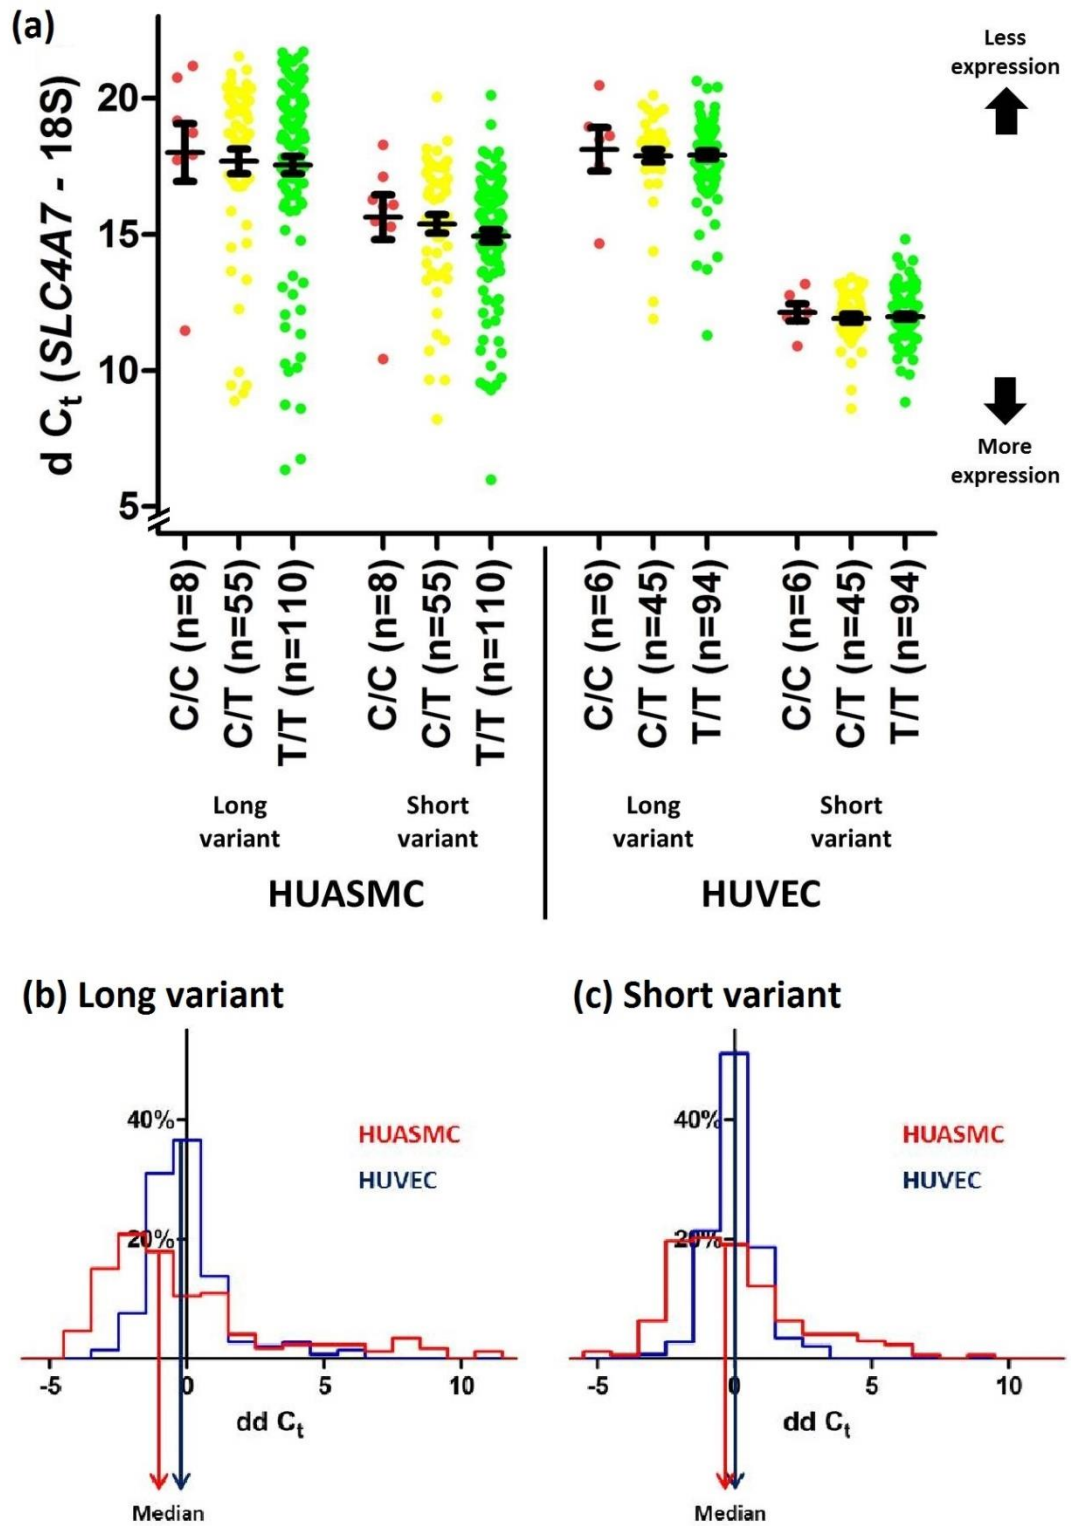 (a)
Less
expression
d Ct (SLC4A7 - 18S)
20
15
10
5
More
expression
C/C (n=8)
C/T (n=55)
T/T (n=110)
C/C (n=8)
C/T (n=55)
T/T (n=110)
C/C (n=6)
C/T (n=45)
T/T (n=94)
C/C (n=6)
C/T (n=45)
T/T (n=94)
Long
variant
Short
variant
Long
variant
Short
variant
HUASMC
HUVEC
(b) Long variant
40%
20%
HUASMC
HUVEC
-5 0 5 10
dd Ct
Median
(c) Short variant
40%
20%
HUASMC
HUVEC
-5 0 5 10
dd Ct
Median